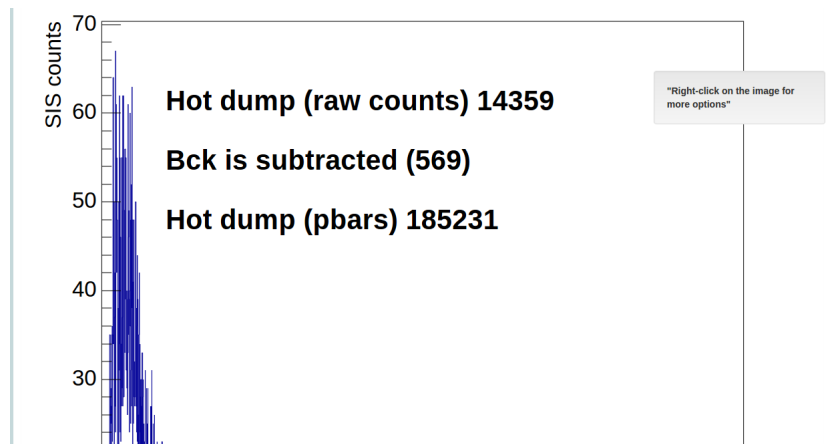 70
SIS counts
Hot dump (raw counts) 14359
"Right-click on the image for
more options"
60
Bck is subtracted (569)
50
Hot dump (pbars) 185231
40
30